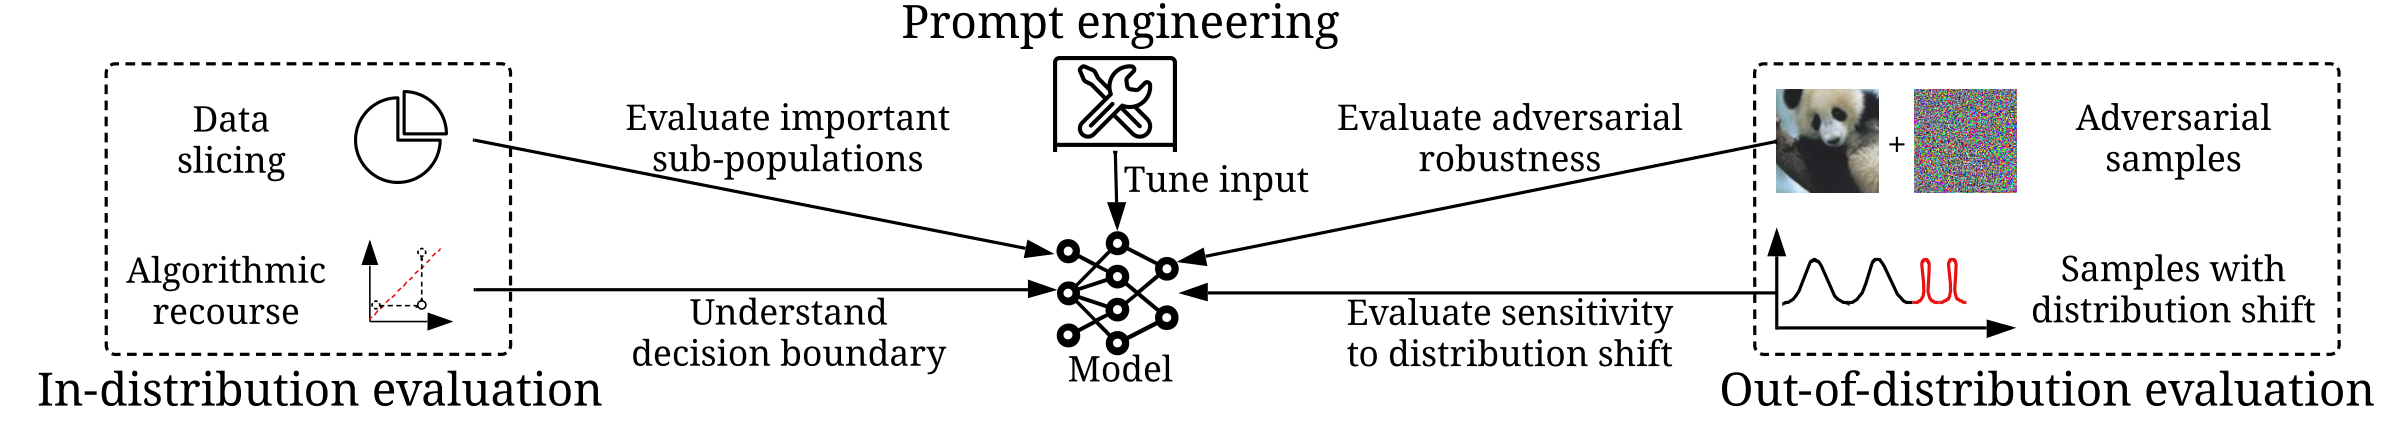 Prompt engineering
Data
slicing
Evaluate important
sub-populations
Tune input
Evaluate adversarial
robustness
+
Adversarial
samples
Algorithmic
recourse
Understand
decision boundary
Model
Evaluate sensitivity
to distribution shift
Samples with
distribution shift
In-distribution evaluation
Out-of-distribution evaluation